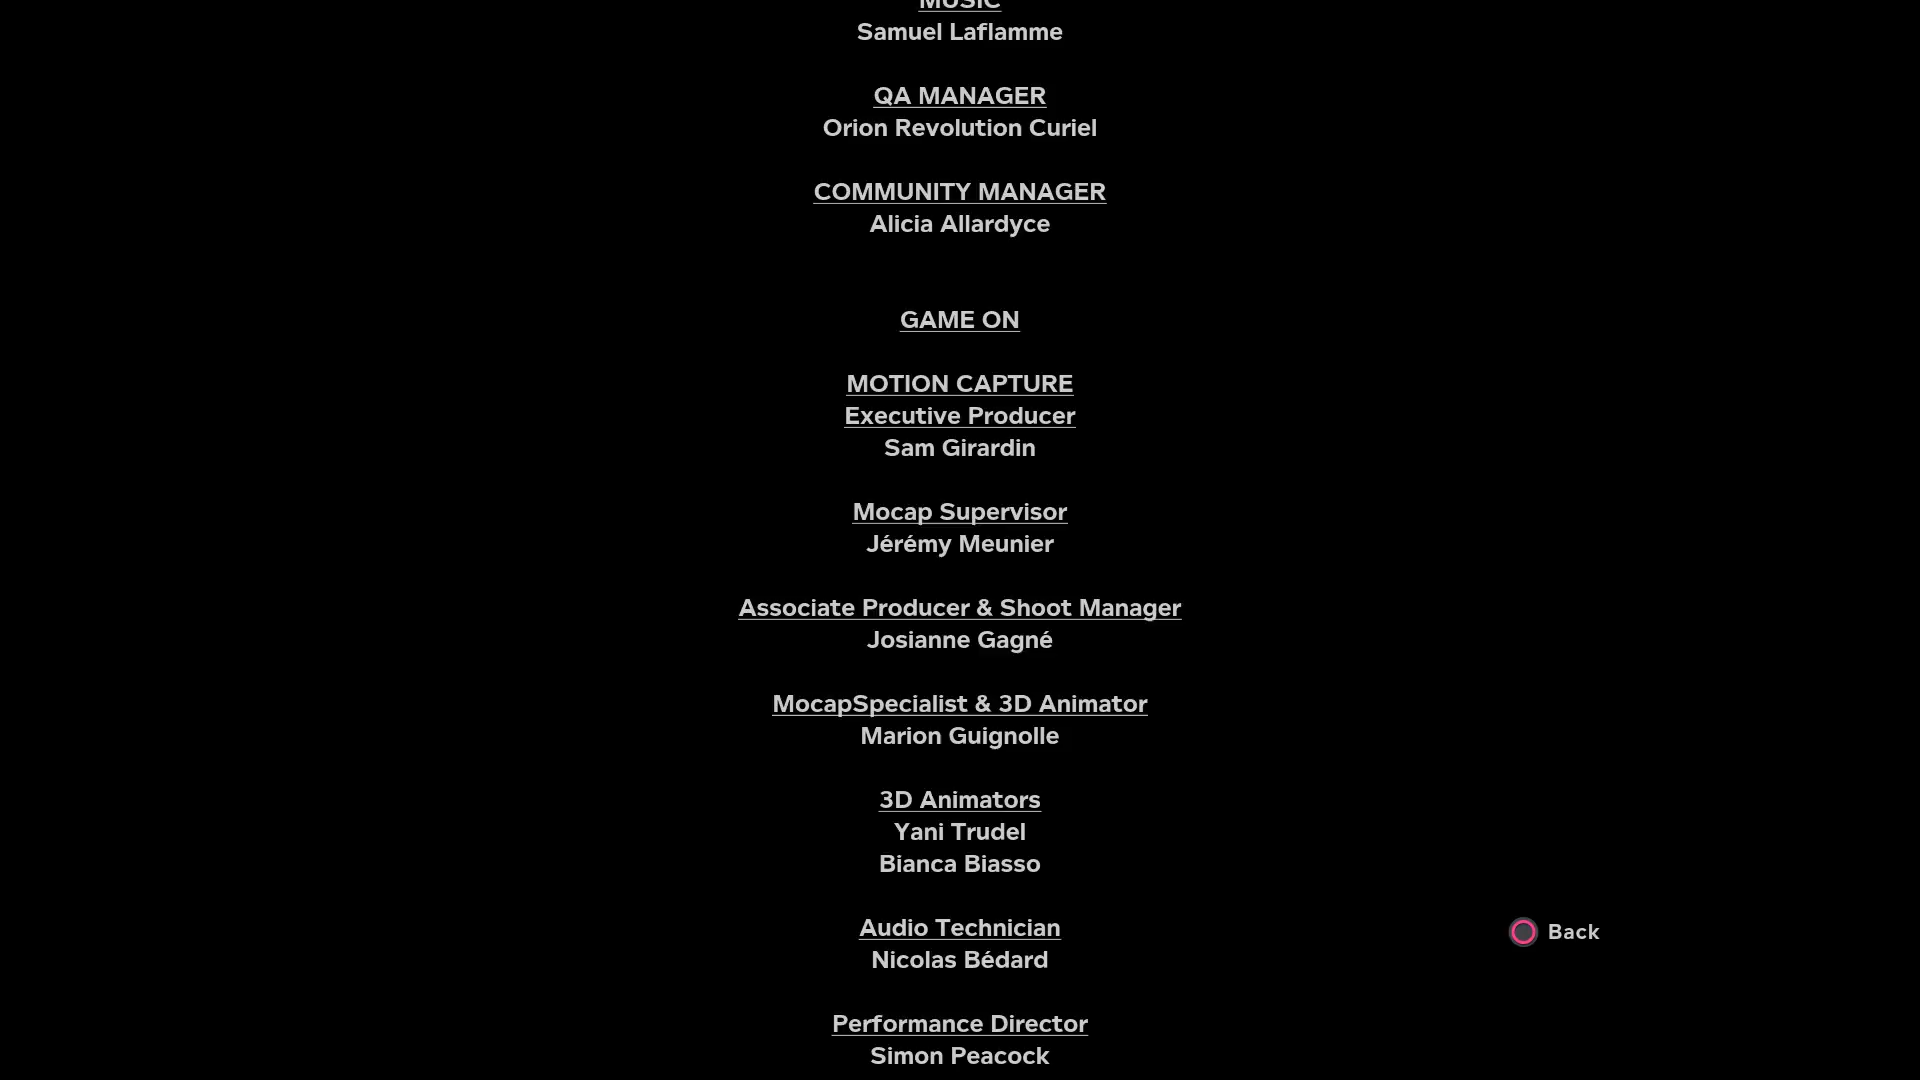 MUSIC
Samuel Laflamme
QA MANAGER
Orion Revolution Curiel
COMMUNITY MANAGER
Alicia Allardyce
GAME ON
MOTION CAPTURE
Executive Producer
Sam Girardin
Mocap Supervisor
Jérémy Meunier
Associate Producer & Shoot Manager
Josianne Gagné
MocapSpecialist & 3D Animator
Marion Guignolle
3D Animators
Yani Trudel
Bianca Biasso
Audio Technician
Nicolas Bédard
Back
Performance Director
Simon Peacock